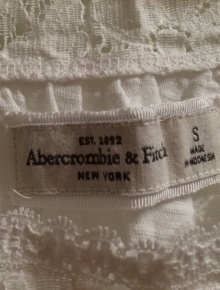 EST. 1892
Abercrombie & Fitch
NEW YORK
S
MADE
IN INDONESIA